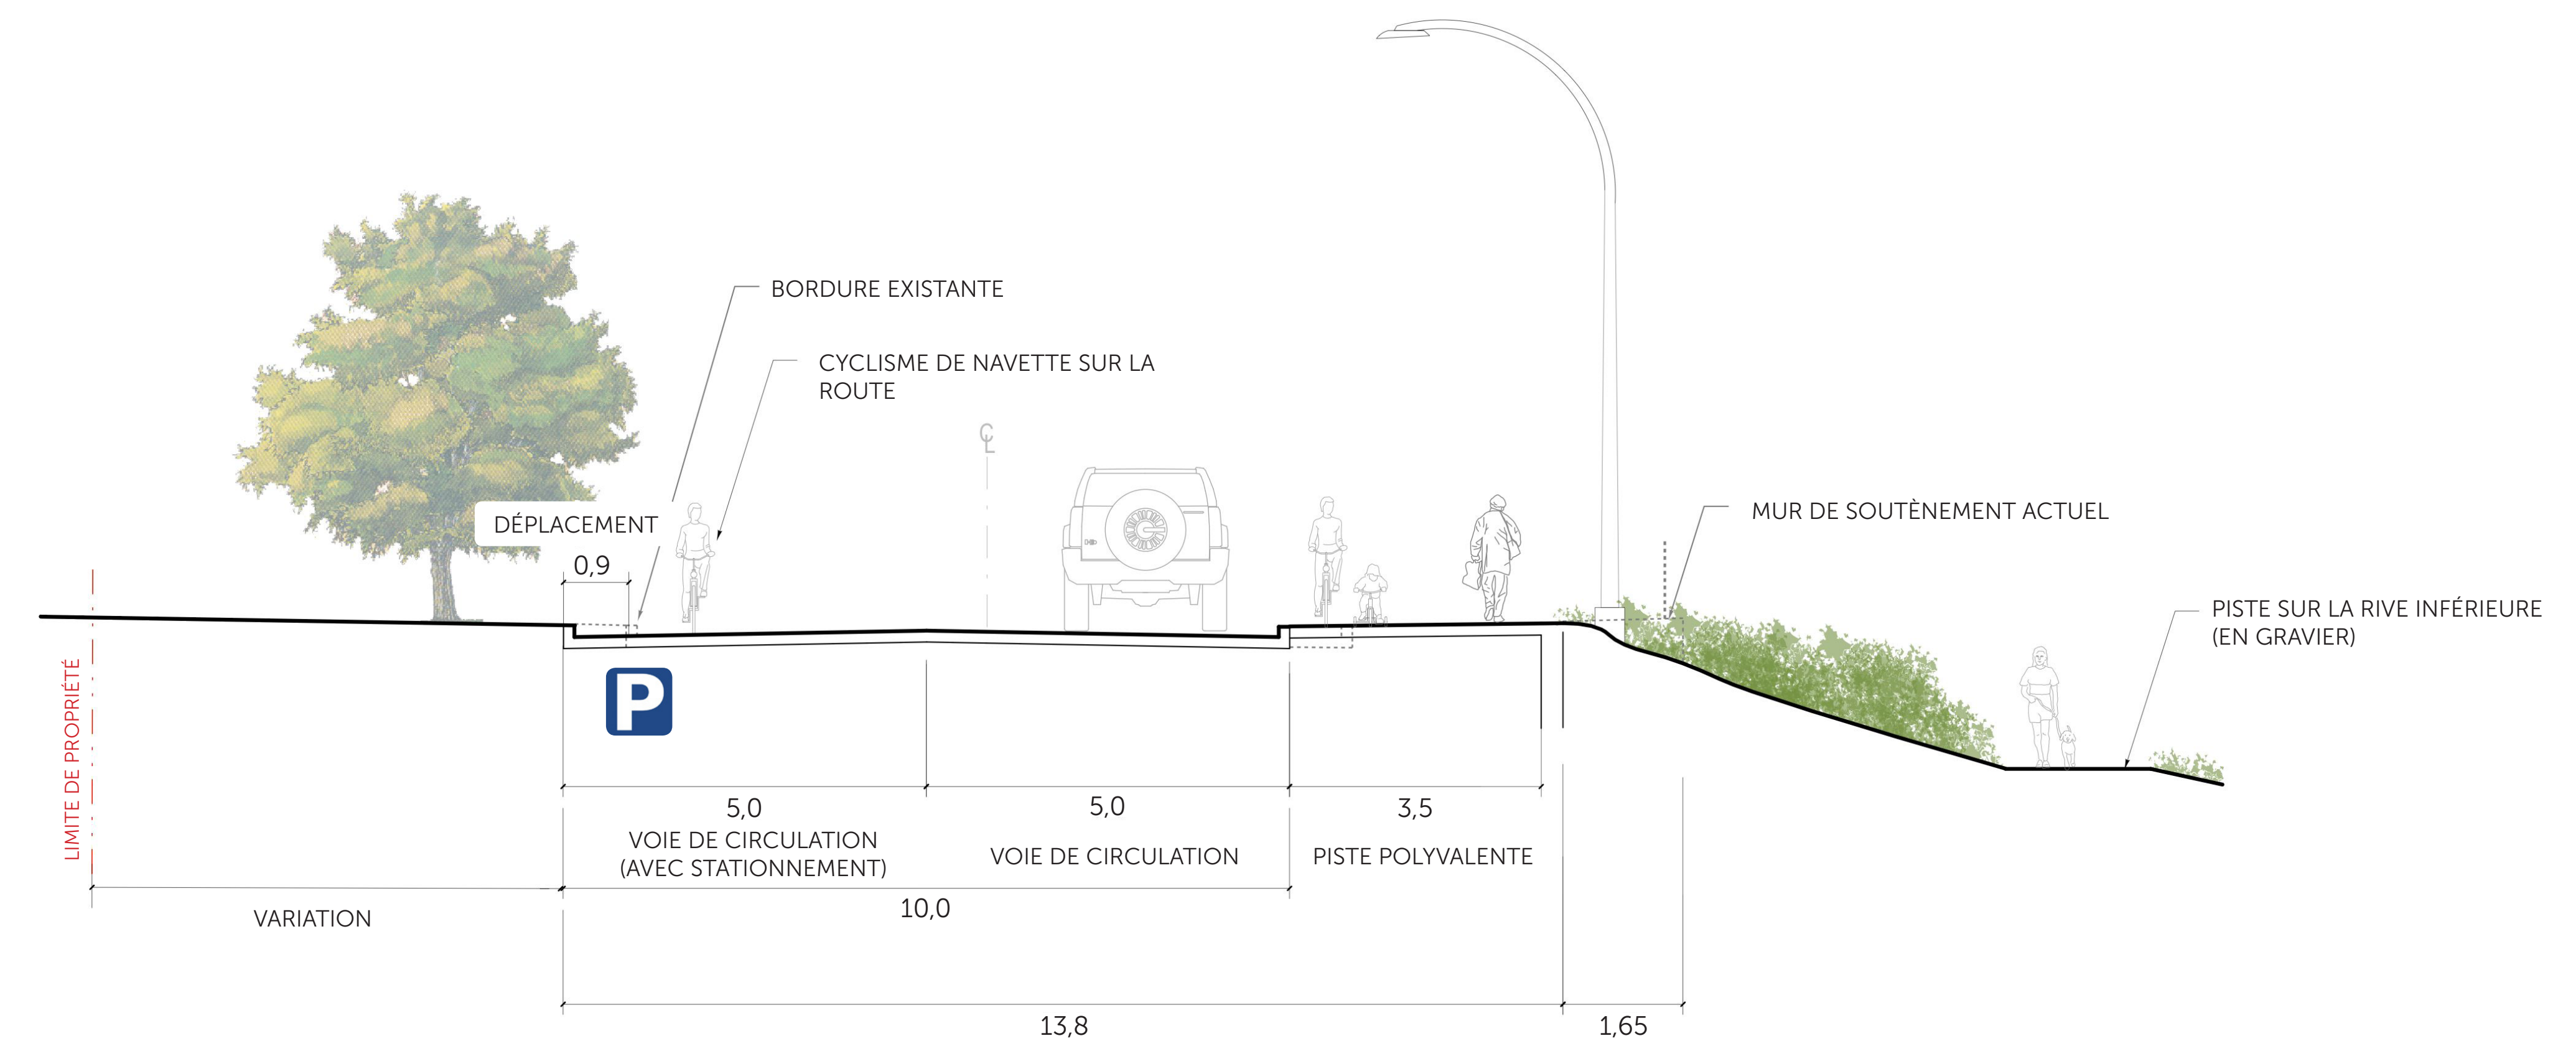 BORDURE EXISTANTE
CYCLISME DE NAVETTE SUR LA
ROUTE
℄
DÉPLACEMENT
0,9
MUR DE SOUTÈNEMENT ACTUEL
PISTE SUR LA RIVE INFÉRIEURE
(EN GRAVIER)
LIMITE DE PROPRIÉTÉ
P
5,0
VOIE DE CIRCULATION
(AVEC STATIONNEMENT)
5,0
VOIE DE CIRCULATION
3,5
PISTE POLYVALENTE
VARIATION
10,0
13,8
1,65